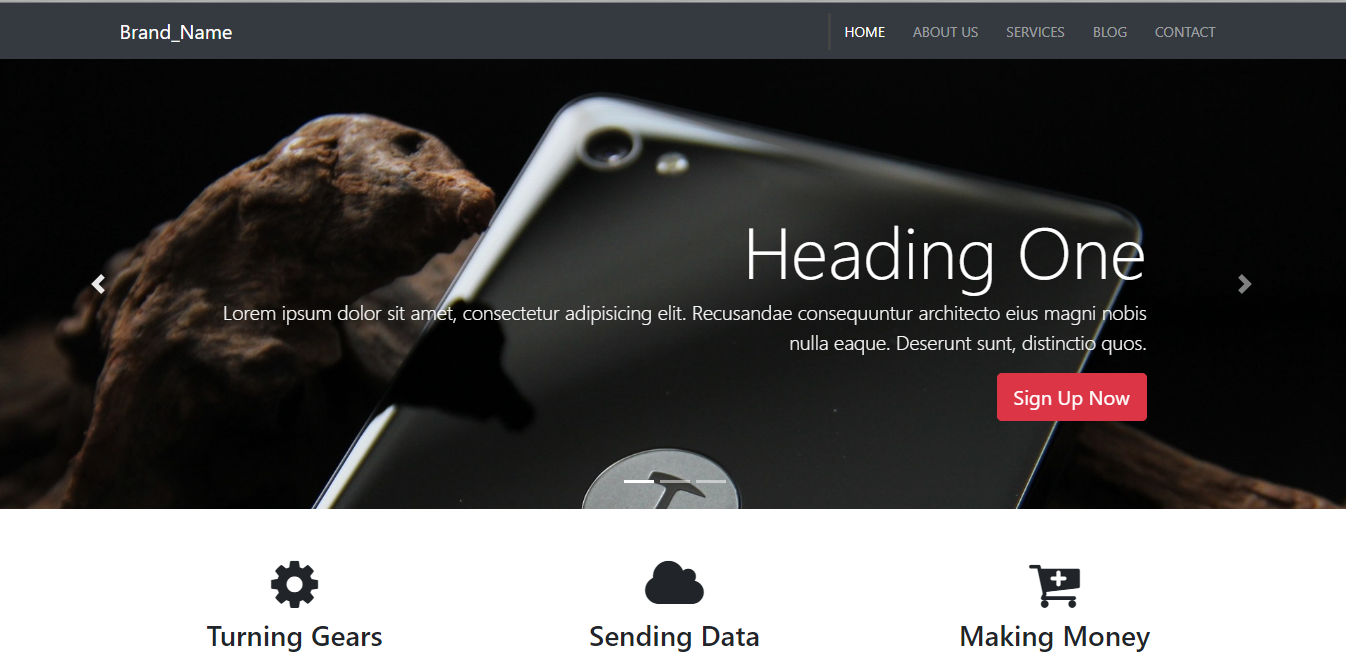 Brand_Name
HOME ABOUT US SERVICES BLOG CONTACT
Heading One
Lorem ipsum dolor sit amet, consectetur adipisicing elit. Recusandae consequuntur architecto eius magni nobis
nulla eaque. Deserunt sunt, distinctio quos.
Sign Up Now
Turning Gears
Sending Data
Making Money